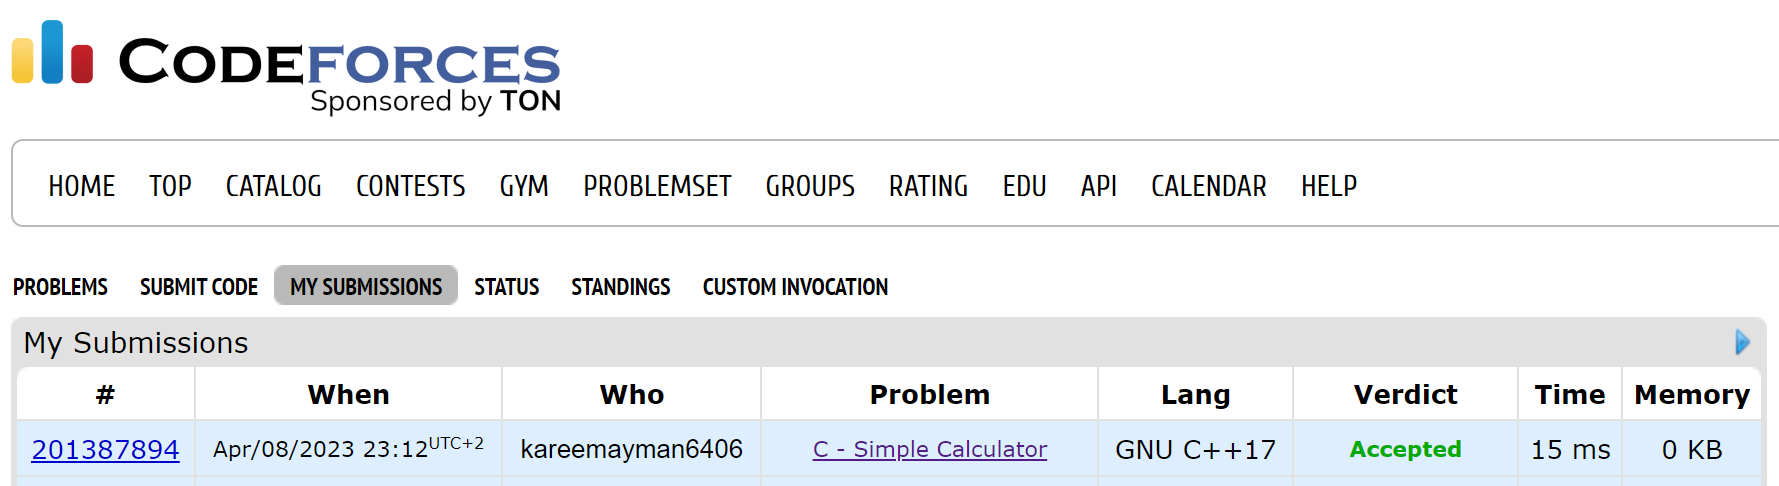 CODEFORCES
Sponsored by TON
HOME TOP CATALOG CONTESTS GYM PROBLEMSET GROUPS RATING EDU API CALENDAR HELP
PROBLEMS SUBMIT CODE MY SUBMISSIONS STATUS STANDINGS CUSTOM INVOCATION
My Submissions
# When Who Problem Lang Verdict Time Memory
201387894 Apr/08/2023 23:12UTC+2 kareemayman6406 C - Simple Calculator GNU C++17 Accepted 15 ms 0 KB